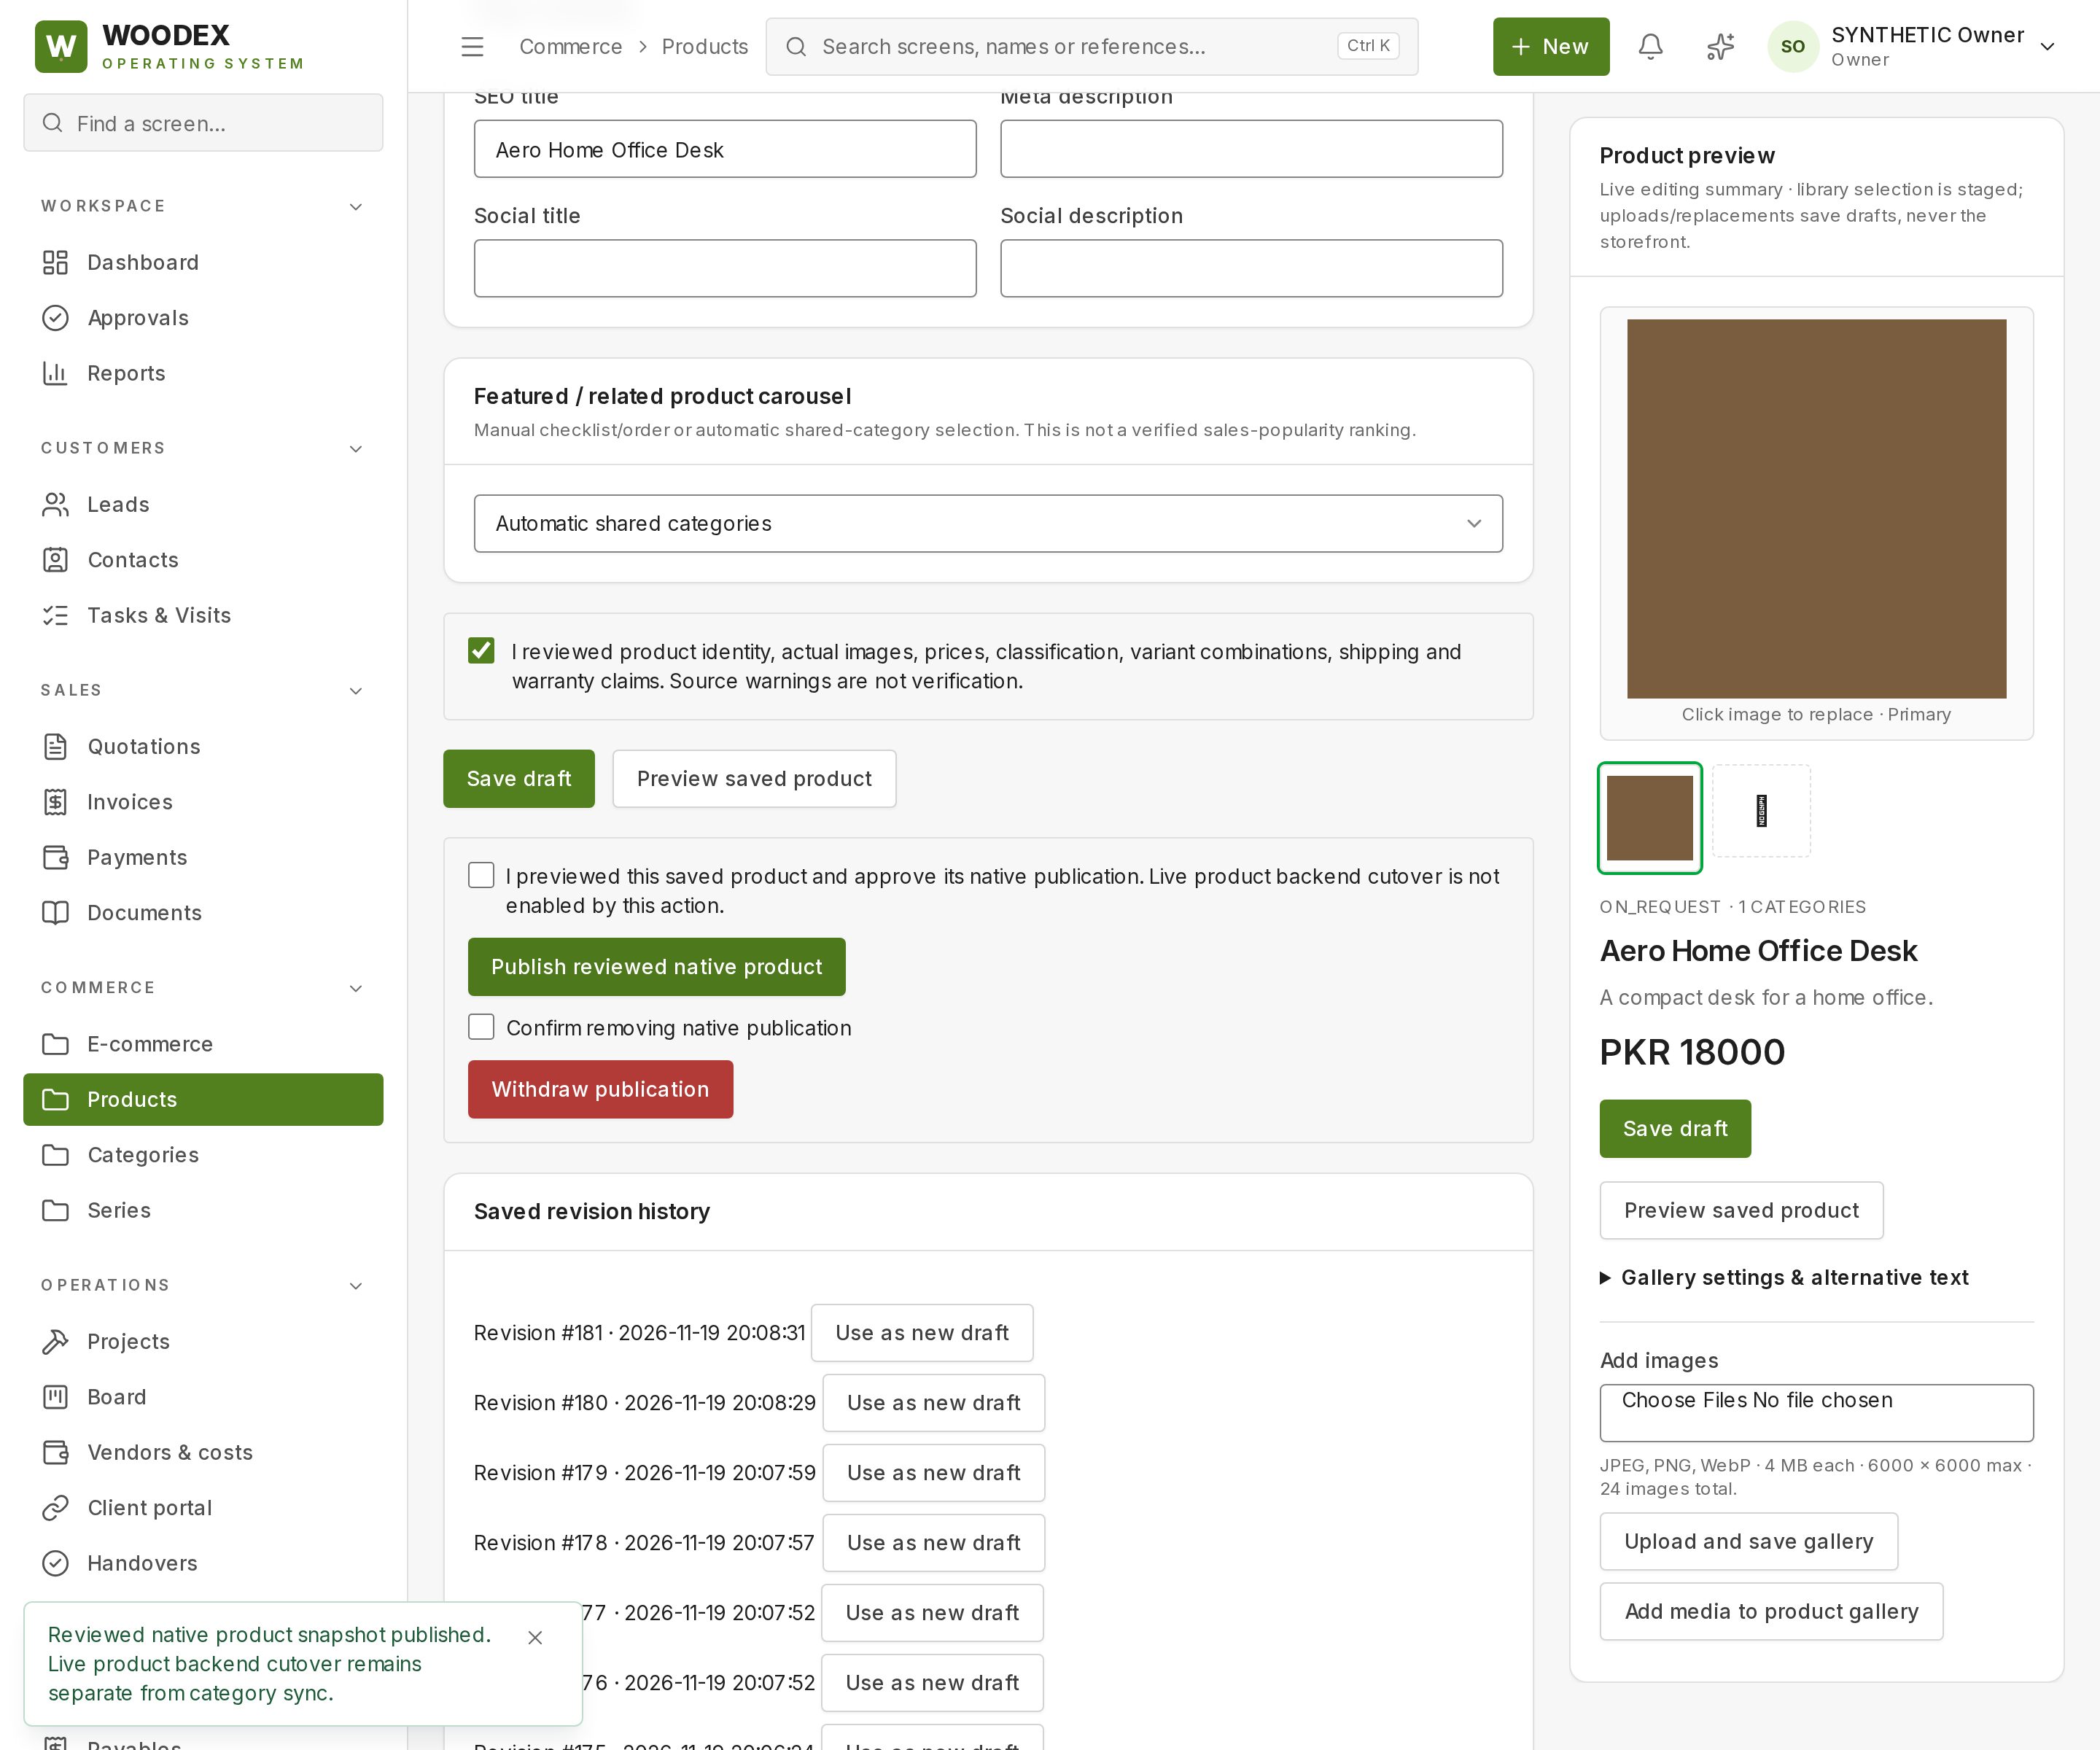 W
WOODEX
OPERATING SYSTEM
Find a screen...
WORKSPACE
Dashboard
Approvals
Reports
CUSTOMERS
Leads
Contacts
Tasks & Visits
SALES
Quotations
Invoices
Payments
Documents
COMMERCE
E-commerce
Products
Categories
Series
OPERATIONS
Projects
Board
Vendors & costs
Client portal
Handovers
Payables
Reviewed native product snapshot published.
Live product backend cutover remains
separate from category sync.
Commerce > Products
Search screens, names or references...
Ctrl K
+ New
SO
SYNTHETIC Owner
Owner
SEO title
Meta description
Aero Home Office Desk
Social title
Social description
Featured / related product carousel
Manual checklist/order or automatic shared-category selection. This is not a verified sales-popularity ranking.
Automatic shared categories
I reviewed product identity, actual images, prices, classification, variant combinations, shipping and
warranty claims. Source warnings are not verification.
Save draft
Preview saved product
I previewed this saved product and approve its native publication. Live product backend cutover is not
enabled by this action.
Publish reviewed native product
Confirm removing native publication
Withdraw publication
Saved revision history
Revision #181 · 2026-11-19 20:08:31 Use as new draft
Revision #180 · 2026-11-19 20:08:29 Use as new draft
Revision #179 · 2026-11-19 20:07:59 Use as new draft
Revision #178 · 2026-11-19 20:07:57 Use as new draft
77 · 2026-11-19 20:07:52 Use as new draft
76 · 2026-11-19 20:07:52 Use as new draft
Product preview
Live editing summary · library selection is staged;
uploads/replacements save drafts, never the
storefront.
Click image to replace · Primary
ON_REQUEST · 1 CATEGORIES
Aero Home Office Desk
A compact desk for a home office.
PKR 18000
Save draft
Preview saved product
Gallery settings & alternative text
Add images
Choose Files No file chosen
JPEG, PNG, WebP · 4 MB each · 6000 × 6000 max ·
24 images total.
Upload and save gallery
Add media to product gallery